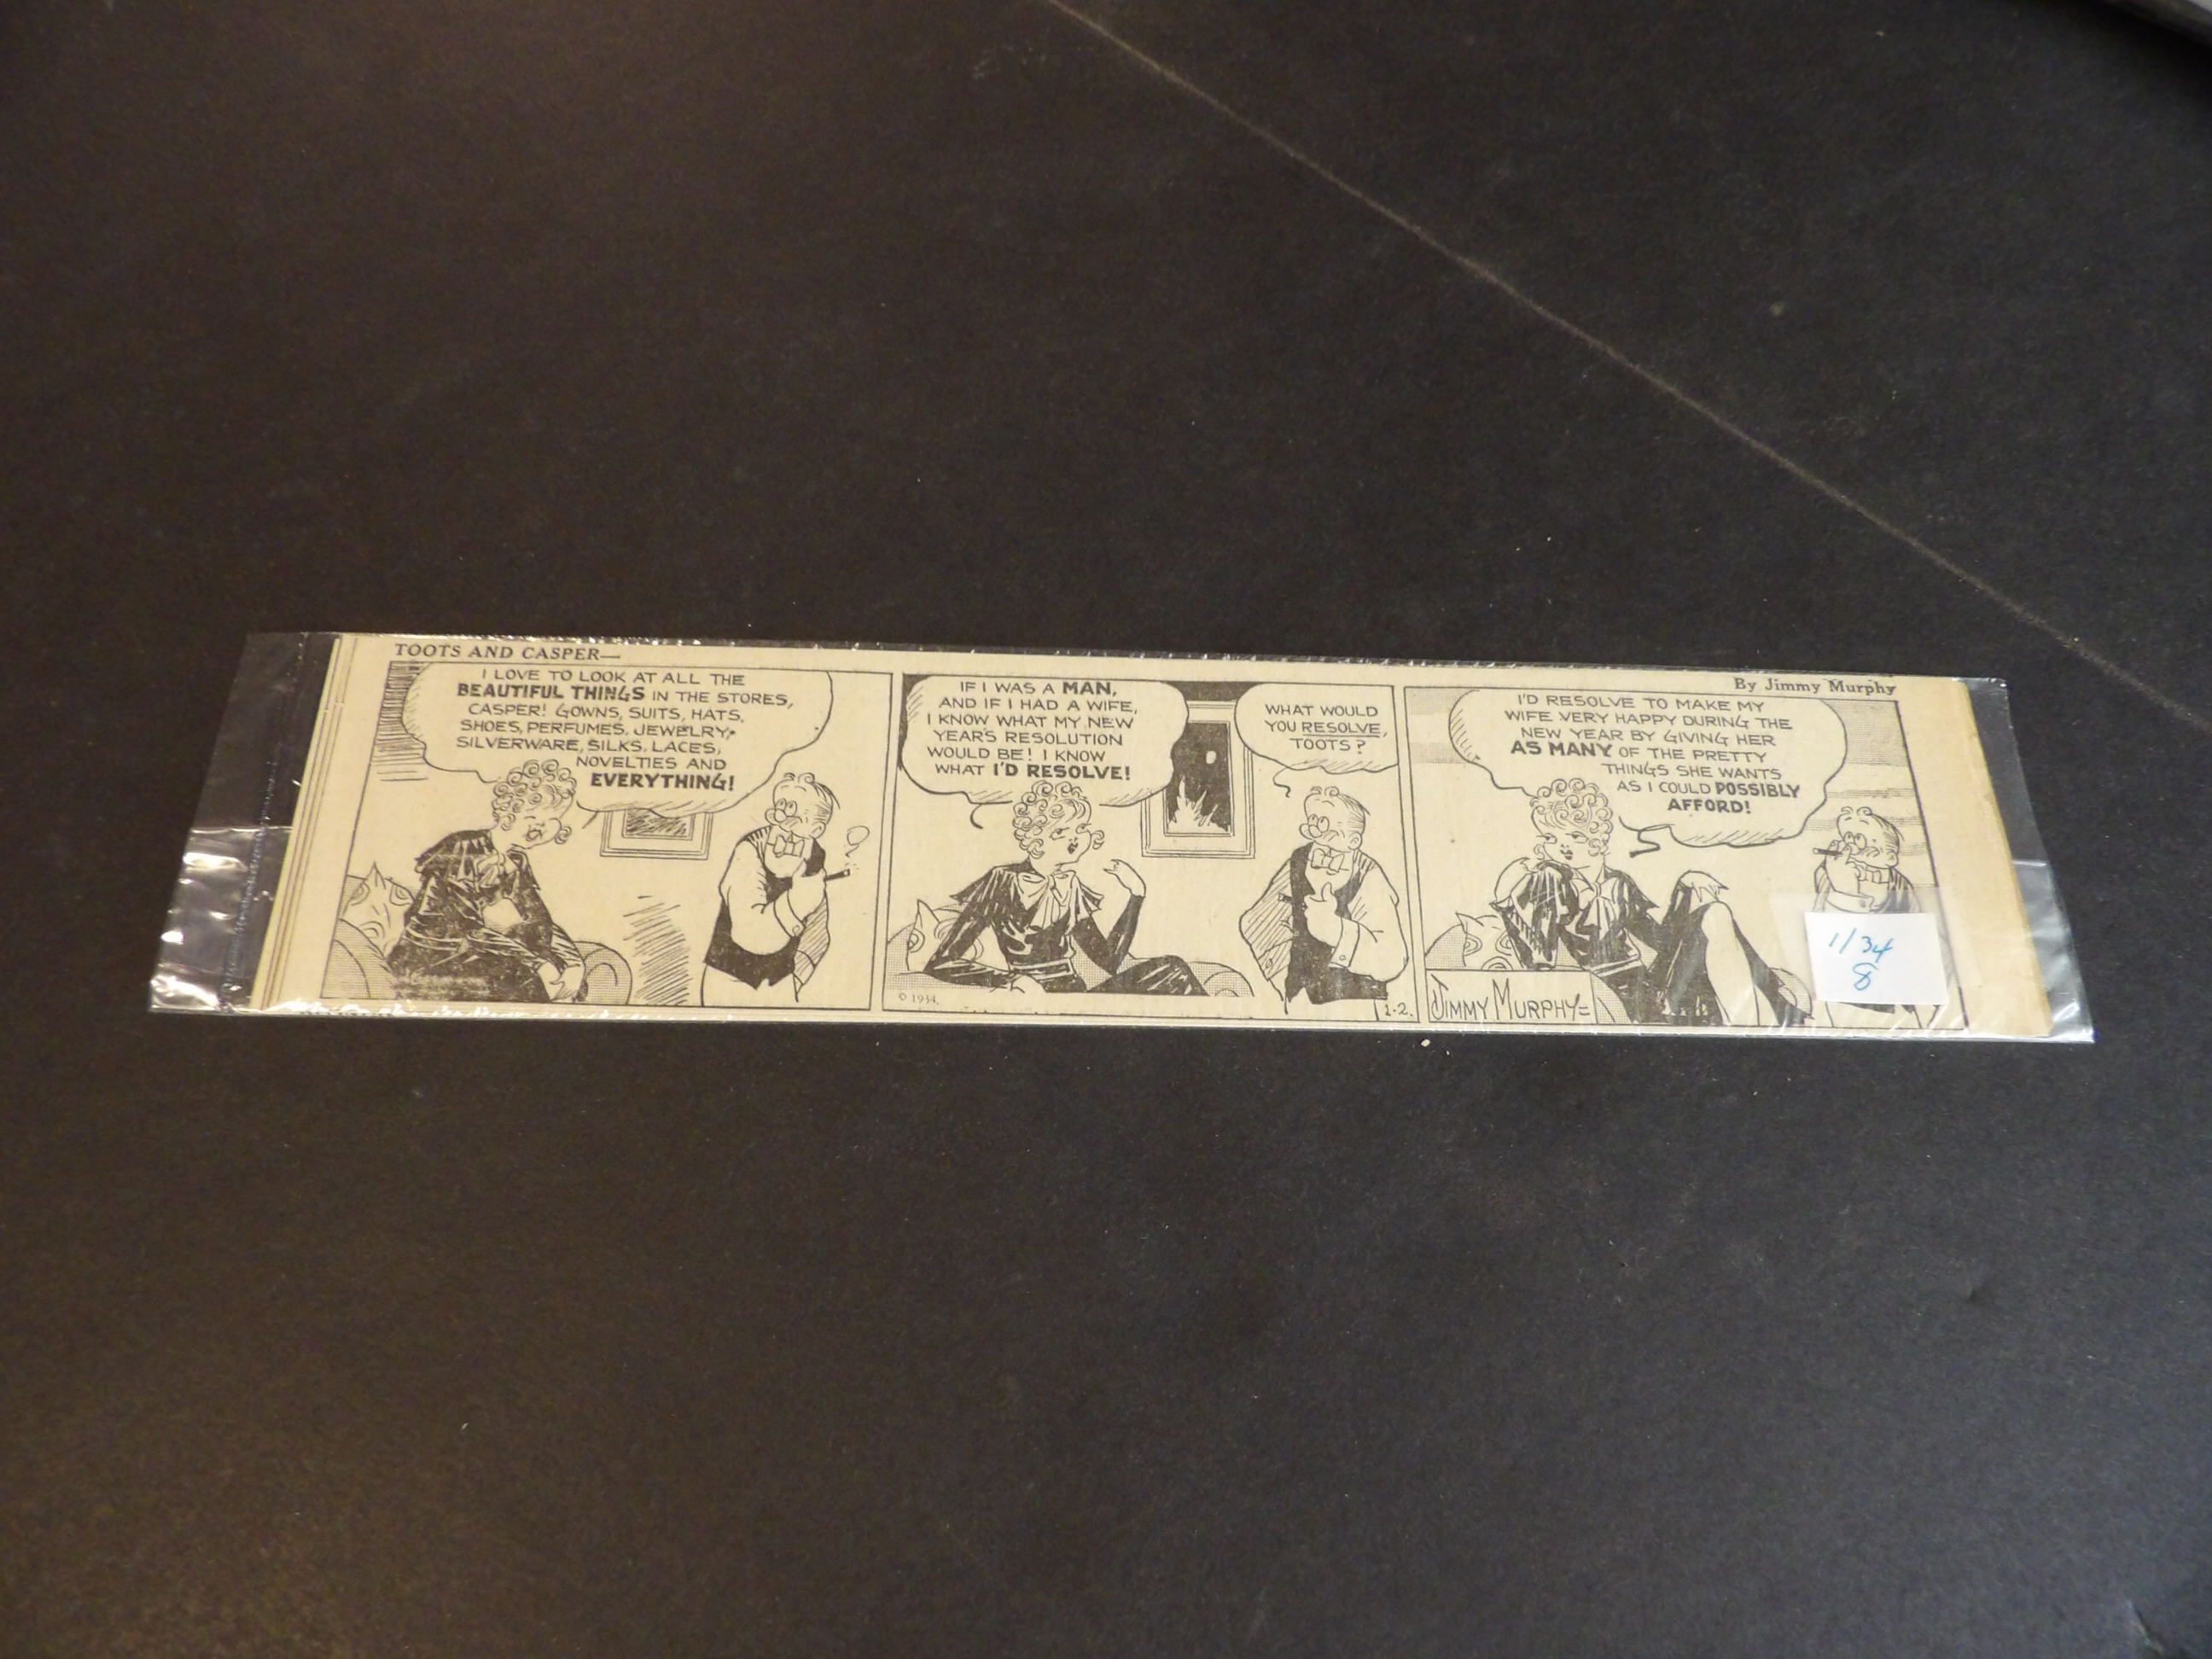 TOOTS AND CASPER—
By Jimmy Murphy
I LOVE TO LOOK AT ALL THE
BEAUTIFUL THINGS IN THE STORES,
CASPER! GOWNS, SUITS, HATS,
SHOES, PERFUMES, JEWELRY,
SILVERWARE, SILKS, LACES,
NOVELTIES AND
EVERYTHING!
IF I WAS A MAN,
AND IF I HAD A WIFE,
I KNOW WHAT MY NEW
YEAR'S RESOLUTION
WOULD BE! I KNOW
WHAT I'D RESOLVE!
WHAT WOULD
YOU RESOLVE,
TOOTS?
© 1934,
1-2.
I'D RESOLVE TO MAKE MY
WIFE VERY HAPPY DURING THE
NEW YEAR BY GIVING HER
AS MANY OF THE PRETTY
THINGS SHE WANTS
AS I COULD POSSIBLY
AFFORD!
JIMMY MURPHY=
1/34
8